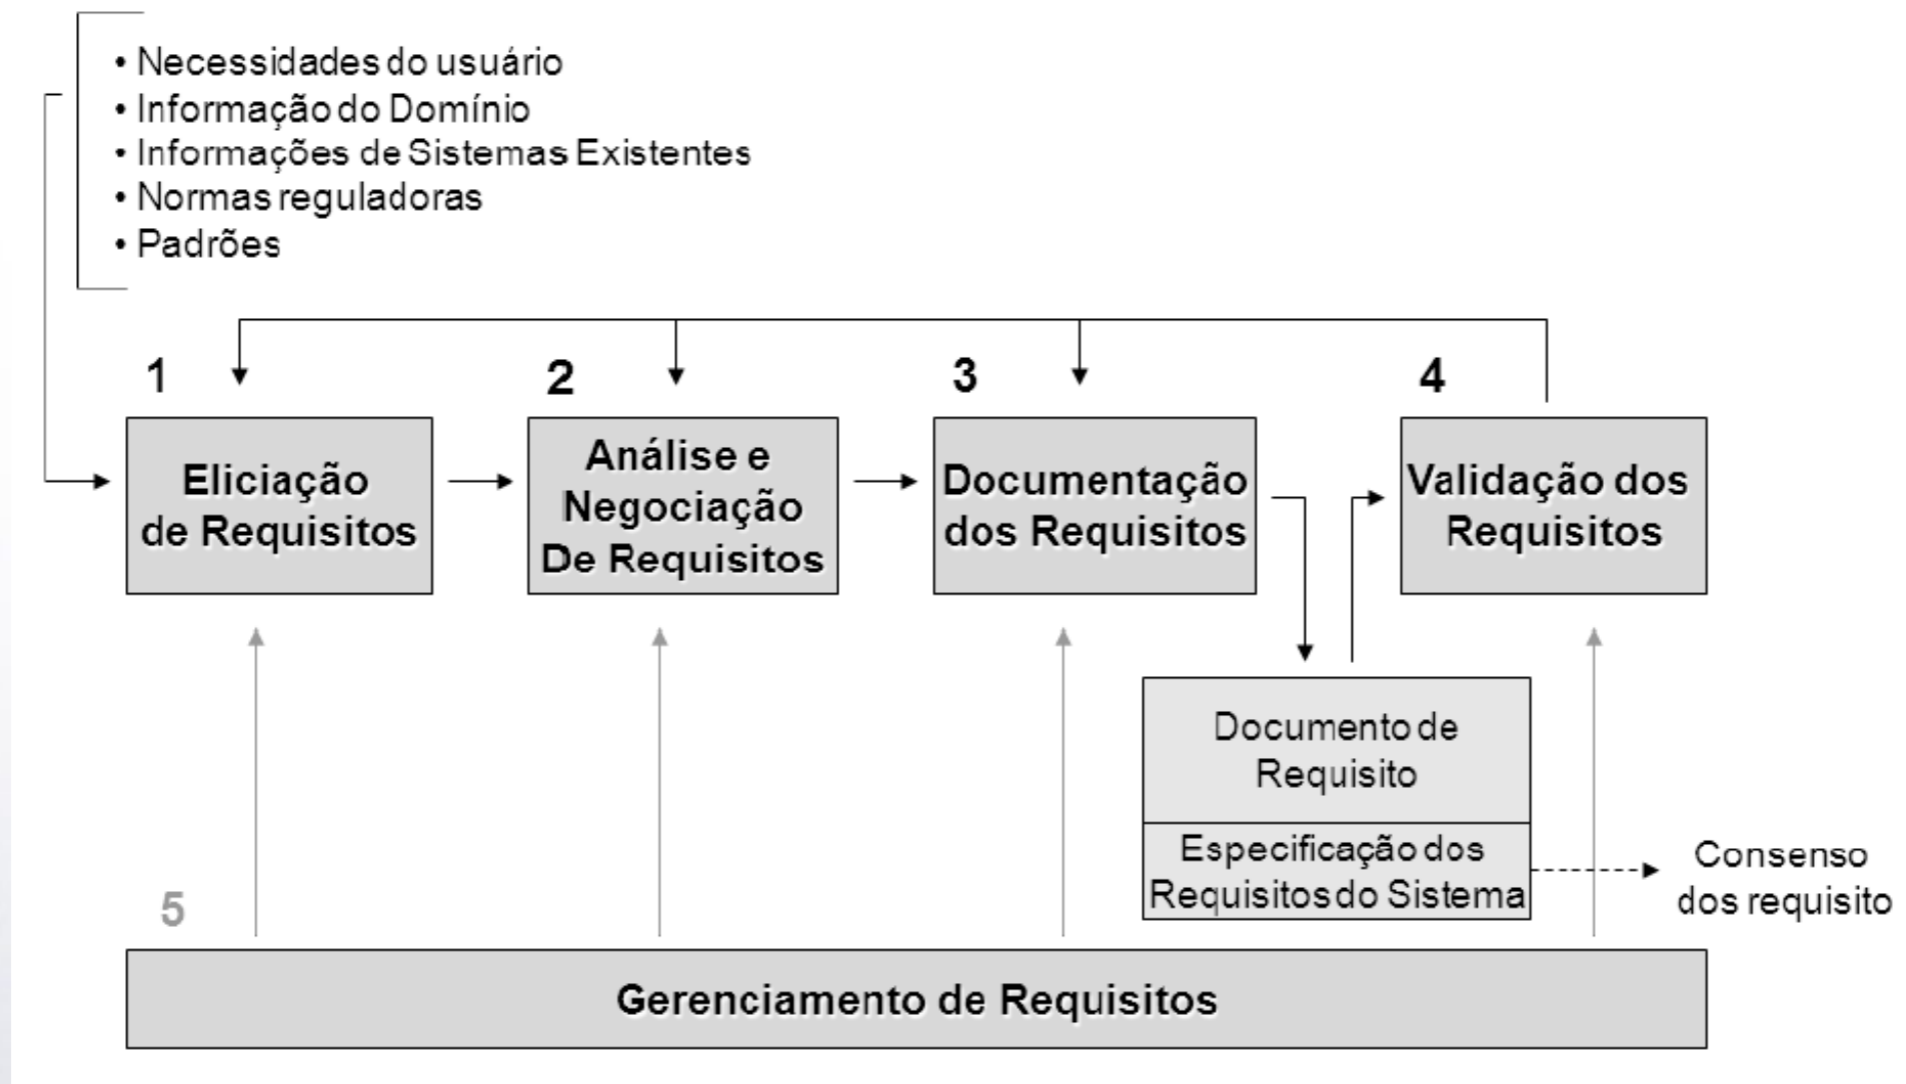 • Necessidades do usuário
• Informação do Domínio
• Informações de Sistemas Existentes
• Normas reguladoras
• Padrões
1
Eliciação
de Requisitos
2
Análise e
Negociação
De Requisitos
3
Documentação
dos Requisitos
4
Validação dos
Requisitos
Documento de
Requisito
Especificação dos
Requisitos do Sistema
Consenso
dos requisito
5
Gerenciamento de Requisitos